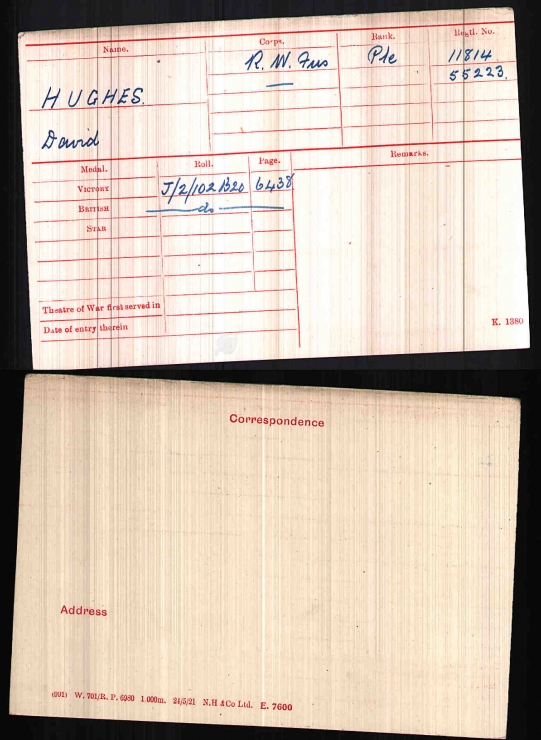 Name. Corps. Rank. Regtl. No.
R. W. Fus Pte 11814
55223.
HUGHES.
David
Medal. Roll. Page. Remarks.
VICTORY J/2/102 B20 6438
BRITISH do
STAR
Theatre of War first served in
Date of entry therein
K. 1380
Correspondence
Address
(991) W. 701/R. P. 6980 1.000m. 24/5/21 N.H & Co Ltd. E. 7600